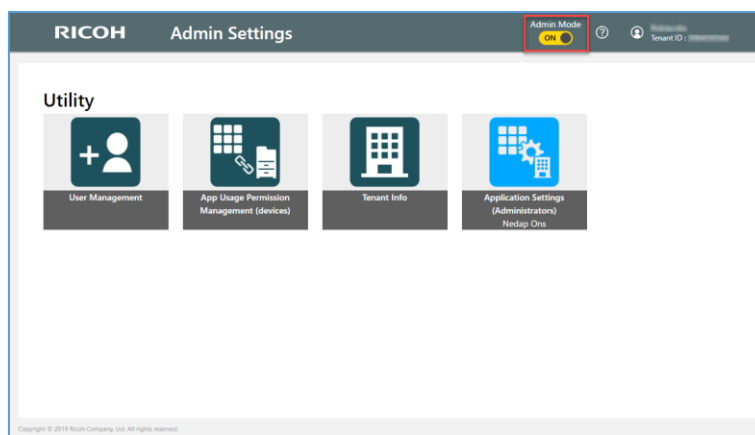 RICOH Admin Settings
Admin Mode
ON
Tenant ID :
Utility
User Management
App Usage Permission
Management (devices)
Tenant Info
Application Settings
(Administrators)
Nedap Ons
Copyright © 2019 Ricoh Company, Ltd. All rights reserved.